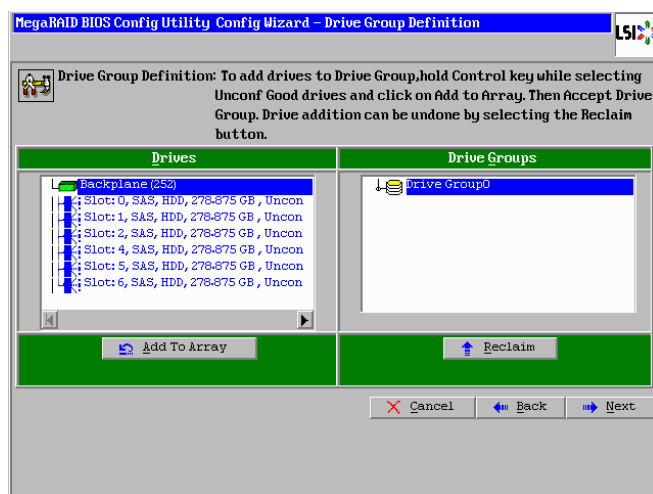 MegaRAID BIOS Config Utility Config Wizard – Drive Group Definition
LSI
Drive Group Definition: To add drives to Drive Group,hold Control key while selecting
Unconf Good drives and click on Add to Array. Then Accept Drive
Group. Drive addition can be undone by selecting the Reclaim
button.
Drives
Backplane (252)
Slot: 0, SAS, HDD, 278.875 GB , Uncon
Slot: 1, SAS, HDD, 278.875 GB , Uncon
Slot: 2, SAS, HDD, 278.875 GB , Uncon
Slot: 4, SAS, HDD, 278.875 GB , Uncon
Slot: 5, SAS, HDD, 278.875 GB , Uncon
Slot: 6, SAS, HDD, 278.875 GB , Uncon
Add To Array
Drive Groups
Drive Group0
Reclaim
Cancel
Back
Next